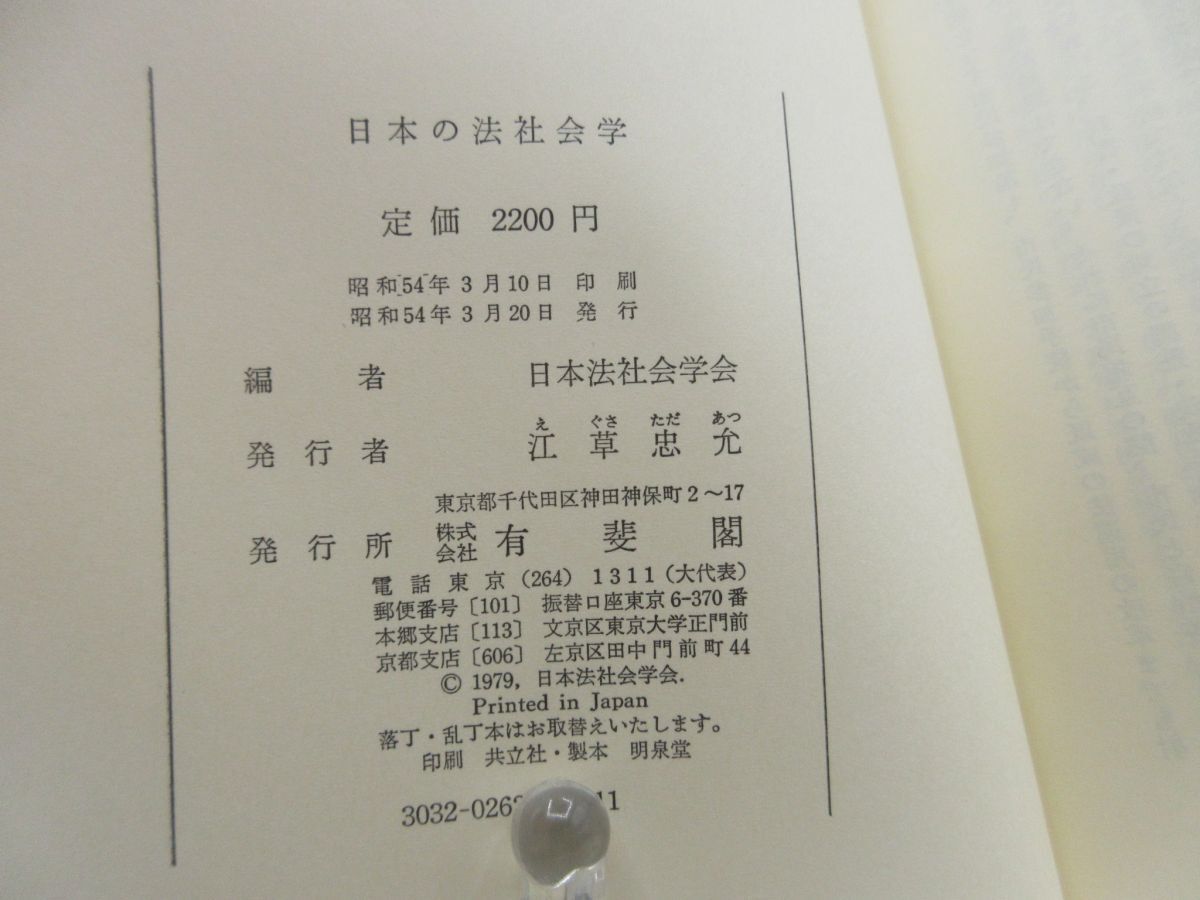 日本の法社会学
定価 2200 円
昭和54年 3 月10日 印 刷
昭和54年 3 月20日 発 行
編 者 日本法社会学会
え ぐさ ただ あつ
発 行 者 江 草 忠 允
東京都千代田区神田神保町2〜17
発 行 所 株式会社 有 斐 閣
電 話 東 京 (264) 1311(大代表)
郵便番号〔101〕 振替口座東京6-370番
本郷支店〔113〕 文京区東京大学正門前
京都支店〔606〕 左京区田中門前町44
© 1979, 日本法社会学会.
Printed in Japan
落丁・乱丁本はお取替えいたします。
印刷 共立社・製本 明泉堂
3032-026